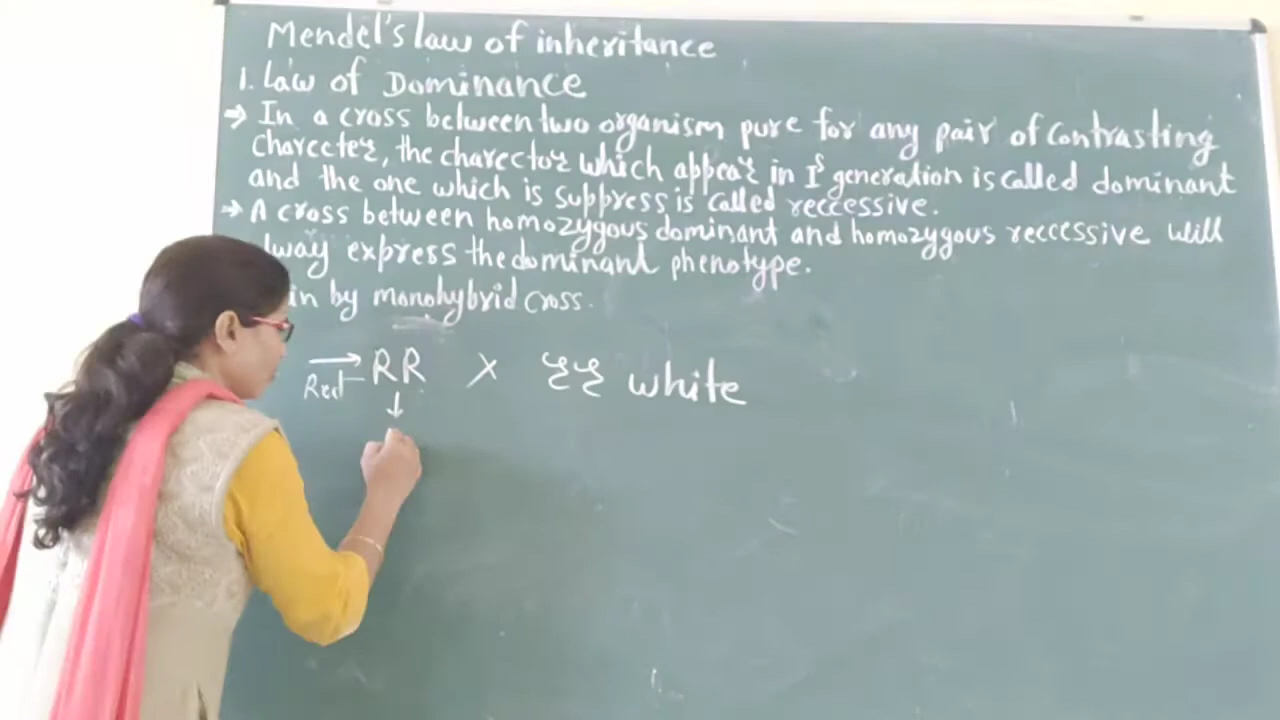 Mendel's law of inheritance
1. Law of Dominance
→ In a cross between two organism pure for any pair of Contrasting
Charecter, the charector which appear in Ist generation is called dominant
and the one which is suppress is called reccessive.
→ A cross between homozygous dominant and homozygous reccessive will
lway express the dominant phenotype.
in by monohybrid cross.
Red → RR × rr white
↓